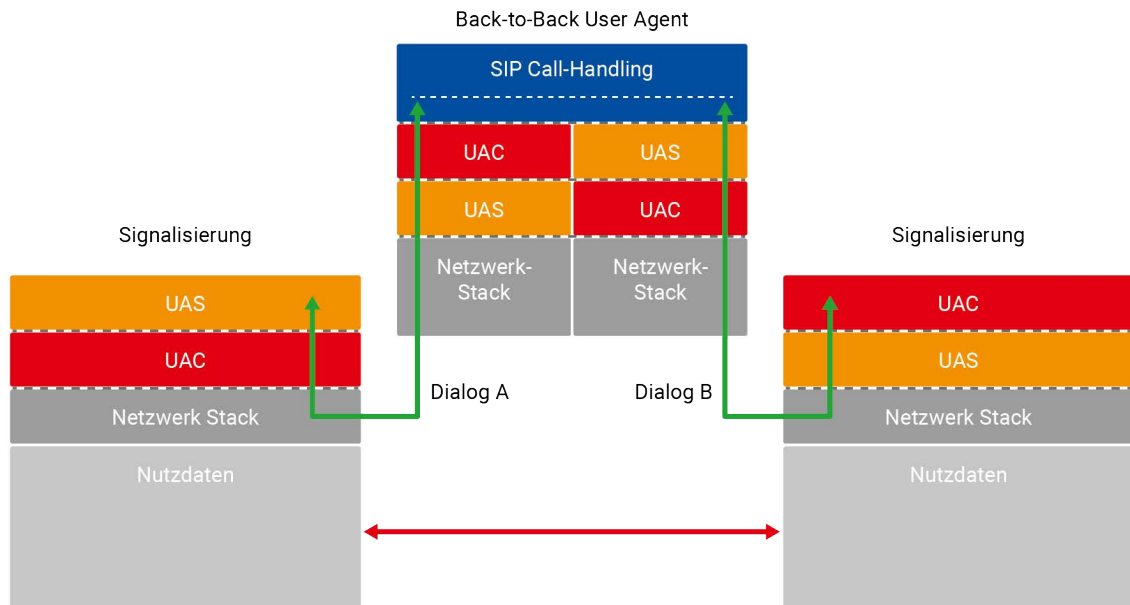 Back-to-Back User Agent
SIP Call-Handling
UAC
UAS
UAS
UAC
Netzwerk-
Stack
Netzwerk-
Stack
Signalisierung
UAS
UAC
Netzwerk Stack
Nutzdaten
Dialog A
Dialog B
Signalisierung
UAC
UAS
Netzwerk Stack
Nutzdaten